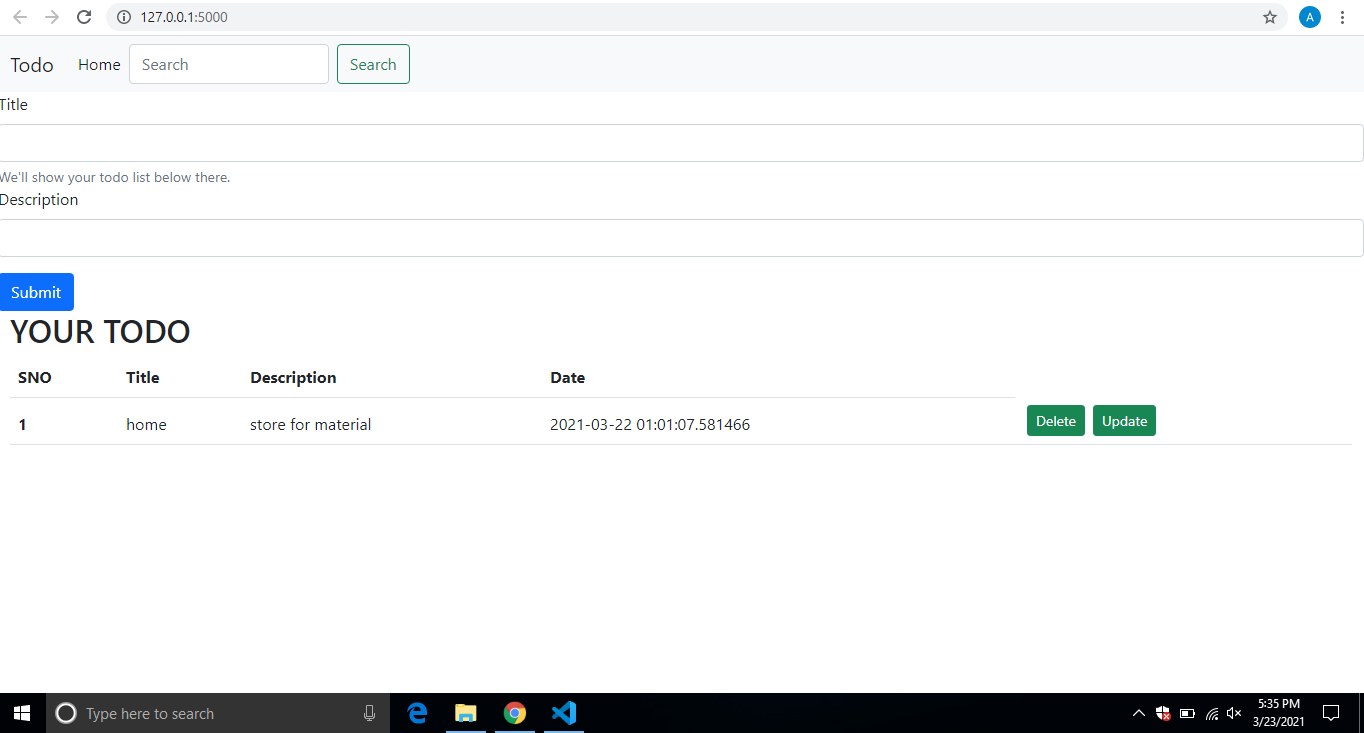 127.0.0.1:5000
A
Todo Home Search Search
Title
We'll show your todo list below there.
Description
Submit
YOUR TODO
SNO Title Description Date
1 home store for material 2021-03-22 01:01:07.581466 Delete Update
Type here to search
5:35 PM
3/23/2021